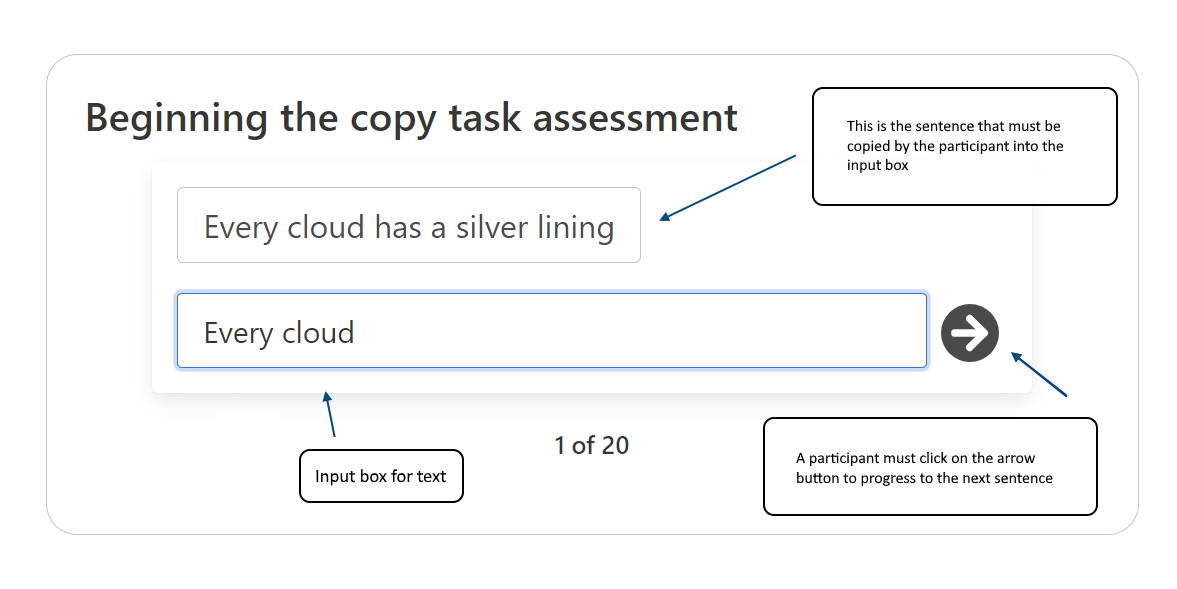 Beginning the copy task assessment
This is the sentence that must be
copied by the participant into the
input box
Every cloud has a silver lining
Every cloud
1 of 20
Input box for text
A participant must click on the arrow
button to progress to the next sentence